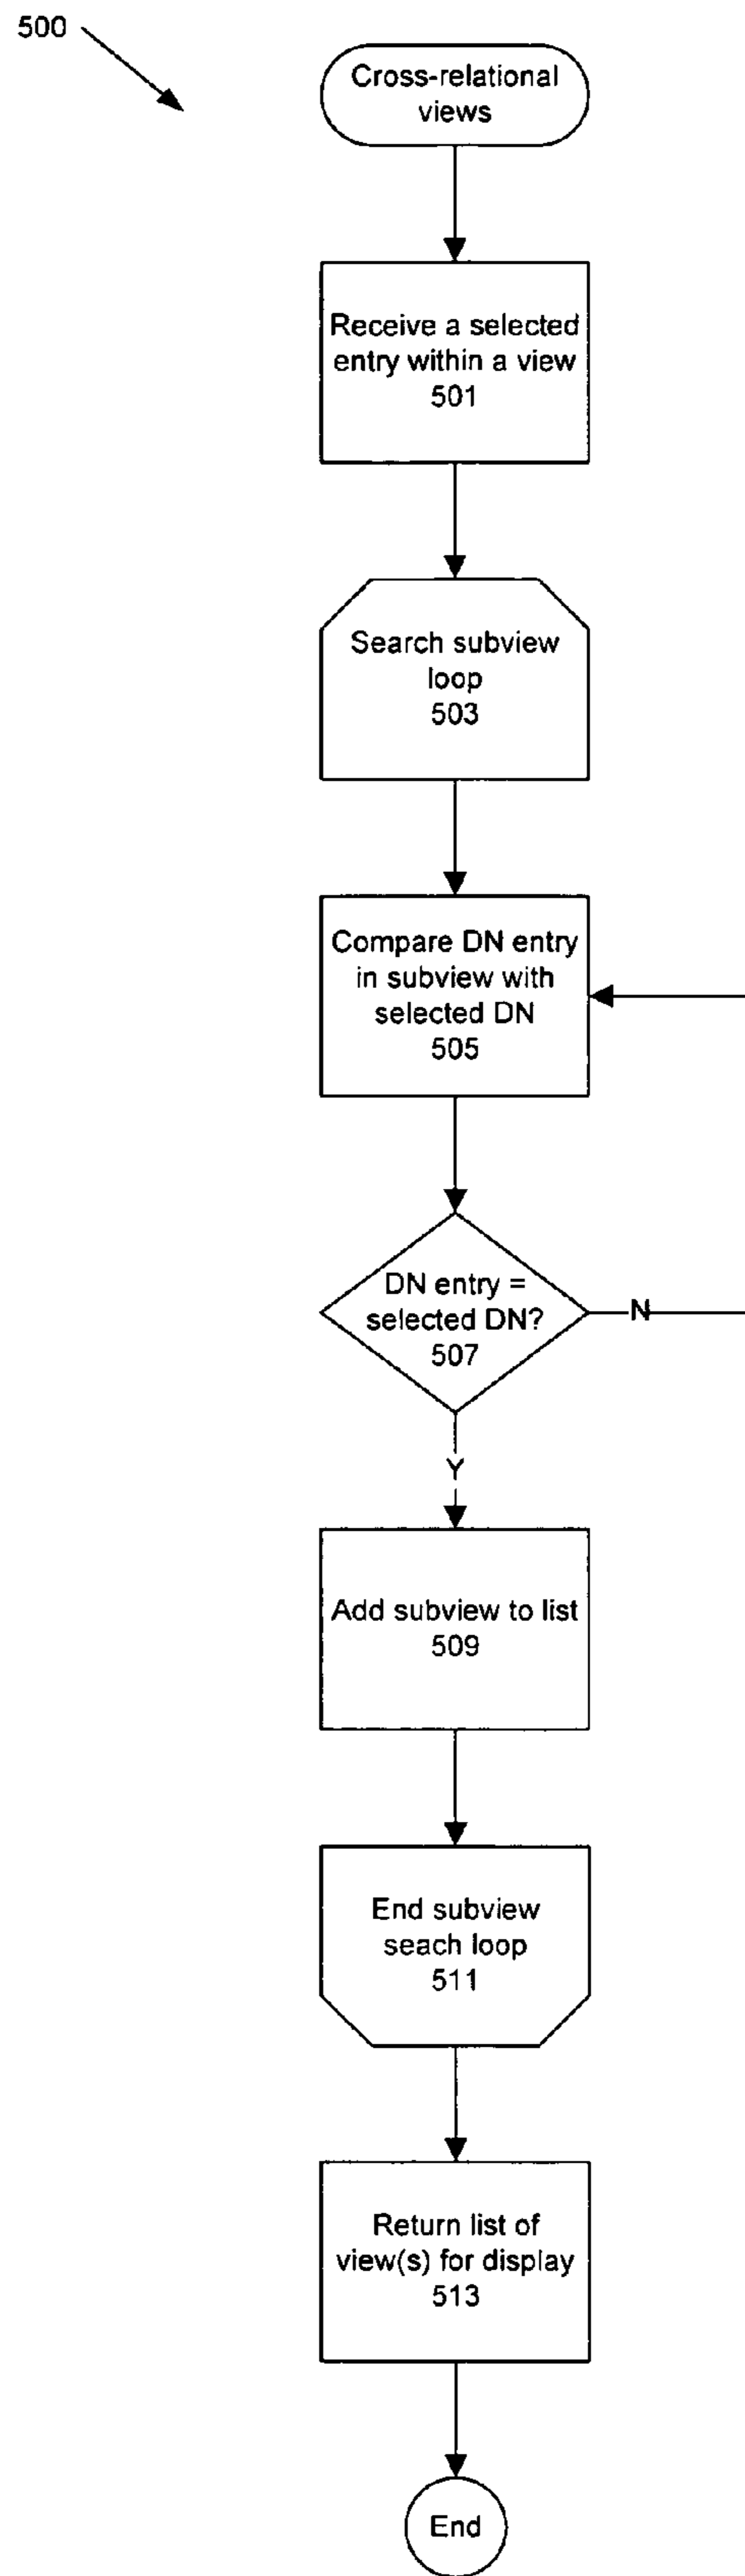 500
Cross-relational
views
Receive a selected
entry within a view
501
Search subview
loop
503
Compare DN entry
in subview with
selected DN
505
DN entry =
selected DN?
507
N
Y
Add subview to list
509
End subview
seach loop
511
Return list of
view(s) for display
513
End